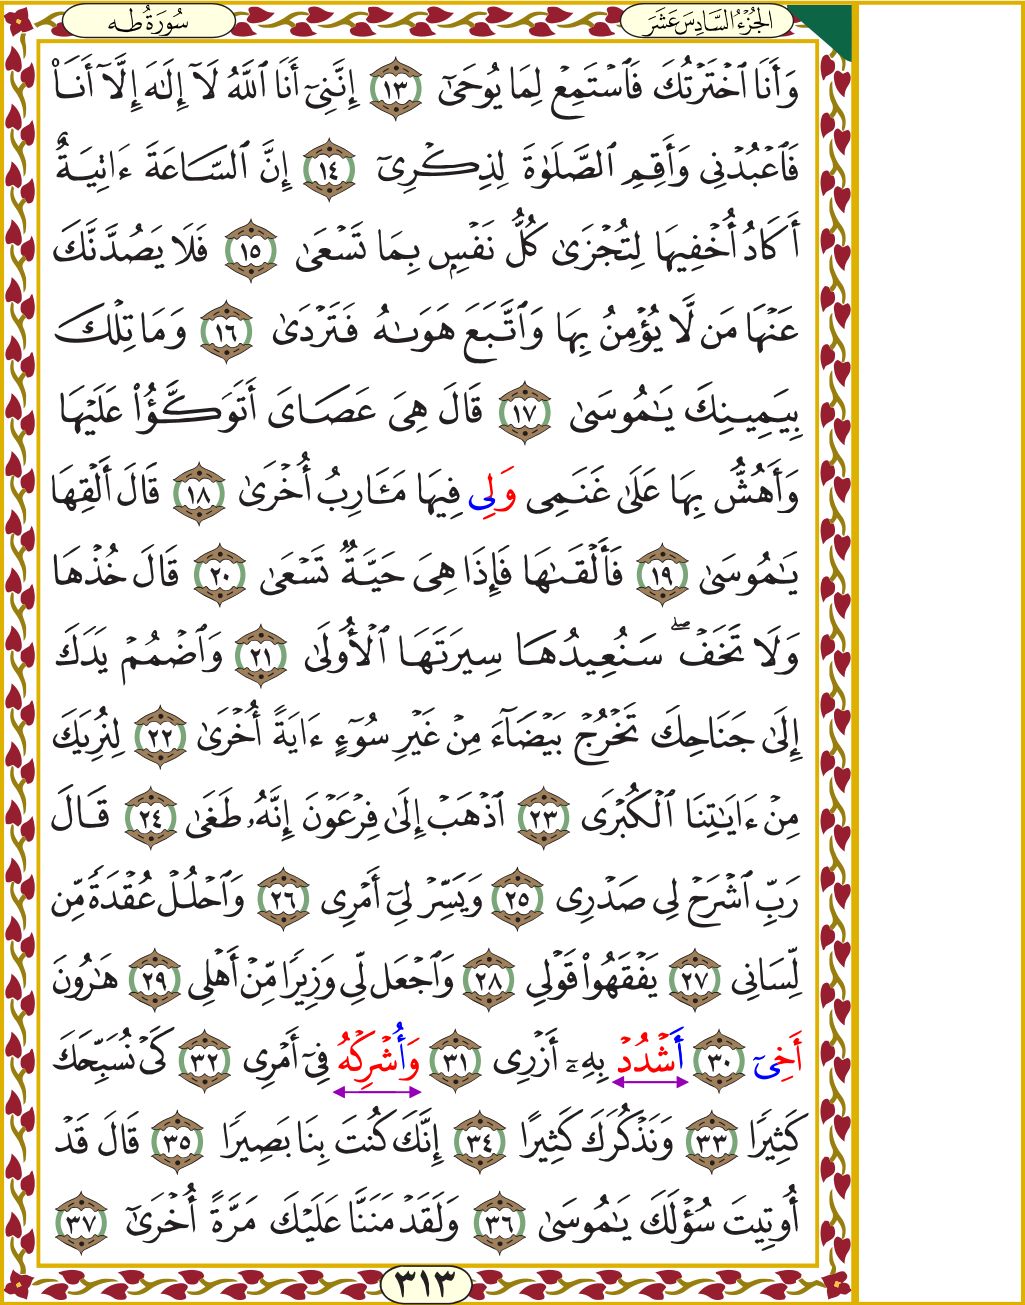 الجُزْءُ السَّادِسَ عَشَرَ
سُورَةُ طه
وَأَنَا ٱخْتَرْتُكَ فَٱسْتَمِعْ لِمَا يُوحَىٰٓ ١٣ إِنَّنِىٓ أَنَا ٱللَّهُ لَآ إِلَٰهَ إِلَّآ أَنَا۠
فَٱعْبُدْنِى وَأَقِمِ ٱلصَّلَوٰةَ لِذِكْرِىٓ ١٤ إِنَّ ٱلسَّاعَةَ ءَاتِيَةٌ
أَكَادُ أُخْفِيهَا لِتُجْزَىٰ كُلُّ نَفْسٍۭ بِمَا تَسْعَىٰ ١٥ فَلَا يَصُدَّنَّكَ
عَنْهَا مَن لَّا يُؤْمِنُ بِهَا وَٱتَّبَعَ هَوَىٰهُ فَتَرْدَىٰ ١٦ وَمَا تِلْكَ
بِيَمِينِكَ يَٰمُوسَىٰ ١٧ قَالَ هِىَ عَصَاىَ أَتَوَكَّؤُا۟ عَلَيْهَا
وَأَهُشُّ بِهَا عَلَىٰ غَنَمِى وَلِى فِيهَا مَـَٔارِبُ أُخْرَىٰ ١٨ قَالَ أَلْقِهَا
يَٰمُوسَىٰ ١٩ فَأَلْقَىٰهَا فَإِذَا هِىَ حَيَّةٌ تَسْعَىٰ ٢٠ قَالَ خُذْهَا
وَلَا تَخَفْ ۖ سَنُعِيدُهَا سِيرَتَهَا ٱلْأُولَىٰ ٢١ وَٱضْمُمْ يَدَكَ
إِلَىٰ جَنَاحِكَ تَخْرُجْ بَيْضَآءَ مِنْ غَيْرِ سُوٓءٍ ءَايَةً أُخْرَىٰ ٢٢ لِنُرِيَكَ
مِنْ ءَايَٰتِنَا ٱلْكُبْرَى ٢٣ ٱذْهَبْ إِلَىٰ فِرْعَوْنَ إِنَّهُۥ طَغَىٰ ٢٤ قَالَ
رَبِّ ٱشْرَحْ لِى صَدْرِى ٢٥ وَيَسِّرْ لِىٓ أَمْرِى ٢٦ وَٱحْلُلْ عُقْدَةً مِّن
لِّسَانِى ٢٧ يَفْقَهُوا۟ قَوْلِى ٢٨ وَٱجْعَل لِّى وَزِيرًا مِّنْ أَهْلِى ٢٩ هَٰرُونَ
أَخِىٓ ٣٠ أَشْدُدْ بِهِۦٓ أَزْرِى ٣١ وَأُشْرِكْهُ فِىٓ أَمْرِى ٣٢ كَىْ نُسَبِّحَكَ
كَثِيرًا ٣٣ وَنَذْكُرَكَ كَثِيرًا ٣٤ إِنَّكَ كُنتَ بِنَا بَصِيرًا ٣٥ قَالَ قَدْ
أُوتِيتَ سُؤْلَكَ يَٰمُوسَىٰ ٣٦ وَلَقَدْ مَنَنَّا عَلَيْكَ مَرَّةً أُخْرَىٰٓ ٣٧
٣١٣